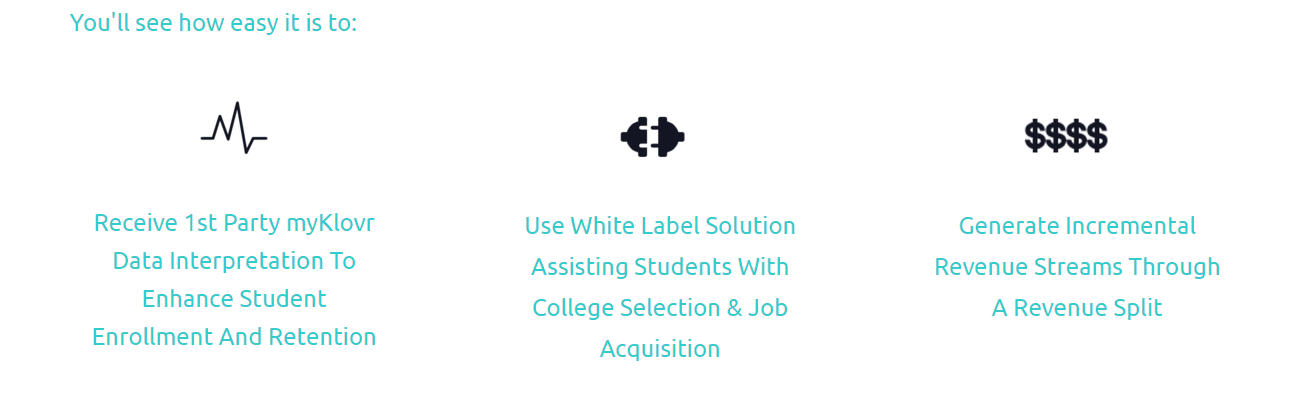 You'll see how easy it is to:
$$$$
Receive 1st Party myKlovr
Data Interpretation To
Enhance Student
Enrollment And Retention
Use White Label Solution
Assisting Students With
College Selection & Job
Acquisition
Generate Incremental
Revenue Streams Through
A Revenue Split